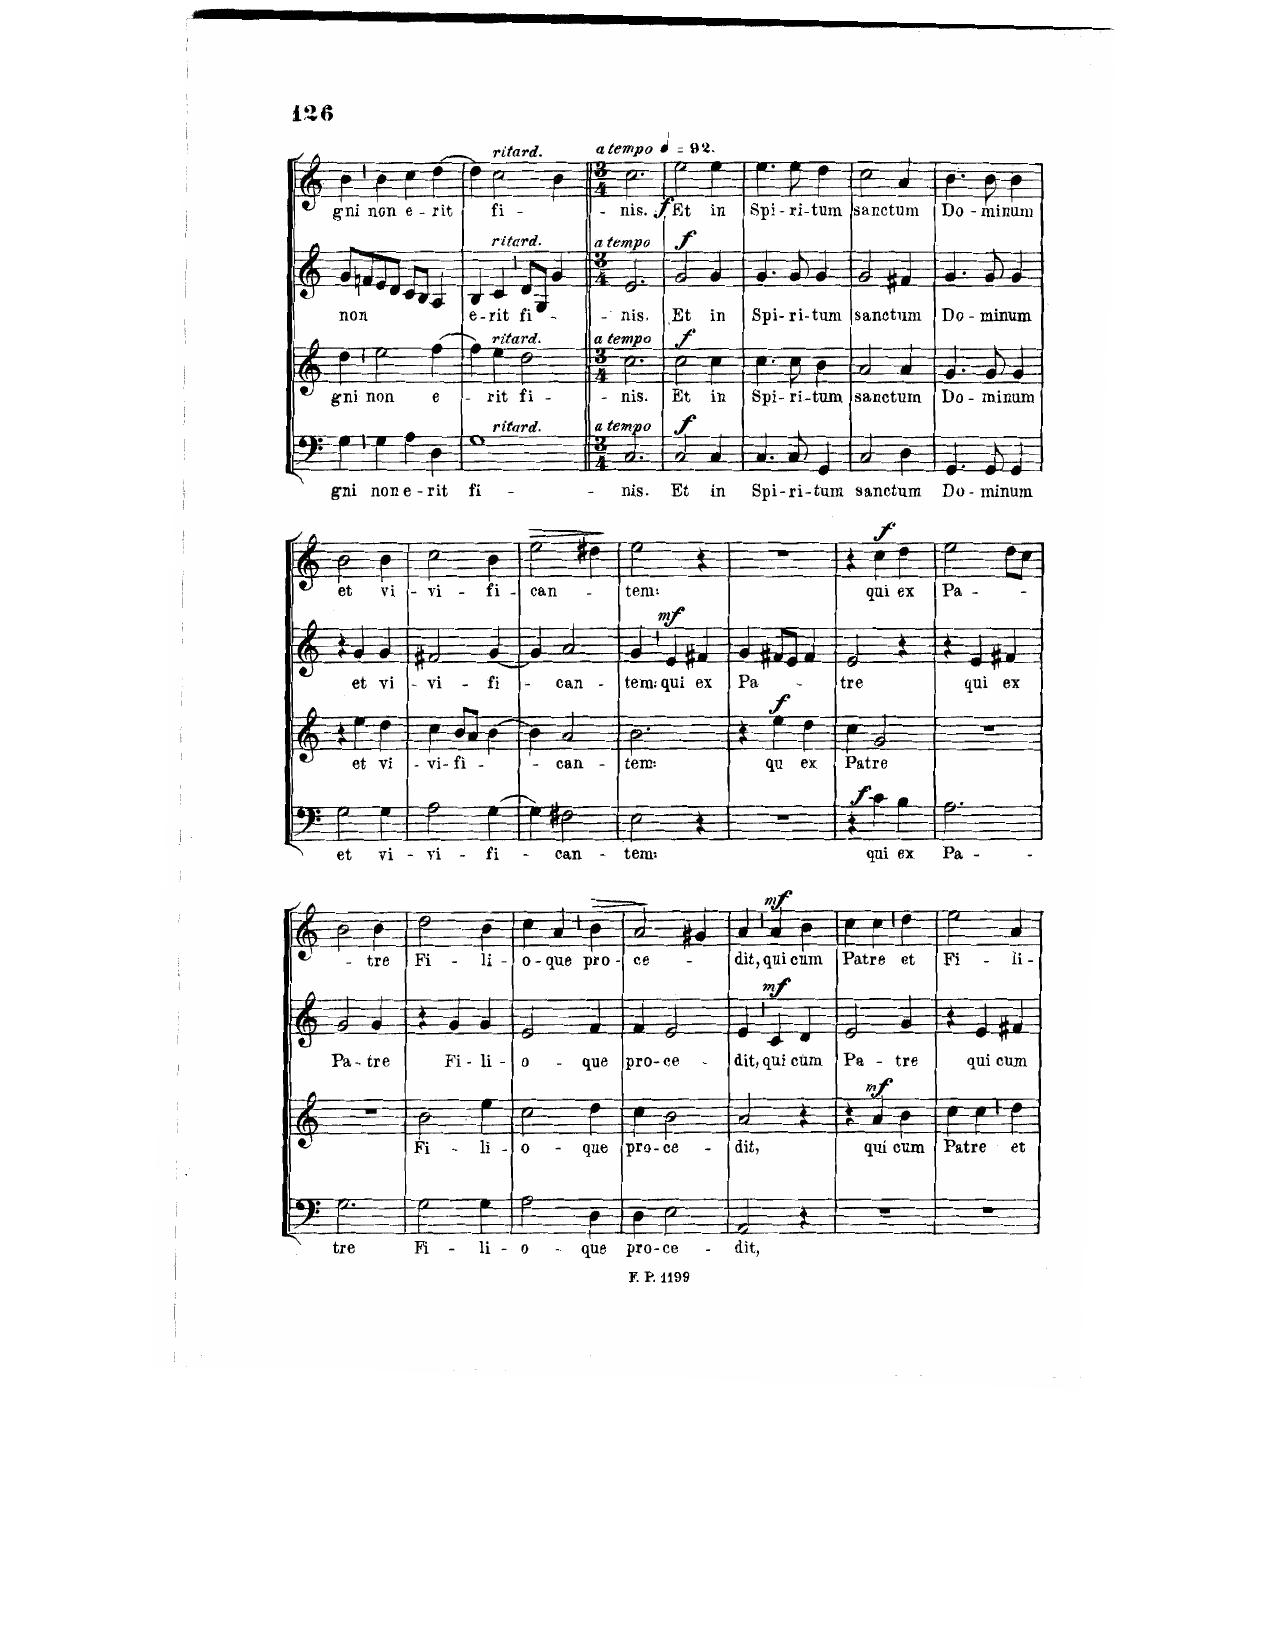 126
ritard. a tempo = 92.
gni non e - rit fi - - nis. f Et in Spi - ri - tum sanctum Do - minum
ritard. a tempo f
non e - rit fi - - nis. Et in Spi - ri - tum sanctum Do - minum
ritard. a tempo f
gni non e - rit fi - - nis. Et in Spi - ri - tum sanctum Do - minum
ritard. a tempo f
gni non e - rit fi - - nis. Et in Spi - ri - tum sanctum Do - minum
f
et vi - vi - fi - can - tem: qui ex Pa - -
mf
et vi - vi - fi - can - tem: qui ex Pa - tre qui ex
f
et vi - vi - fi - - can - tem: qu ex Patre
f
et vi - vi - fi - can - tem: qui ex Pa - -
mf
- tre Fi - li - o - que pro - ce - dit, qui cum Patre et Fi - li -
mf
Pa - tre Fi - li - o - que pro - ce - dit, qui cum Pa - tre qui cum
mf
Fi - li - o - que pro - ce - dit, qui cum Patre et
tre Fi - li - o - que pro - ce - dit,
F. P. 1199